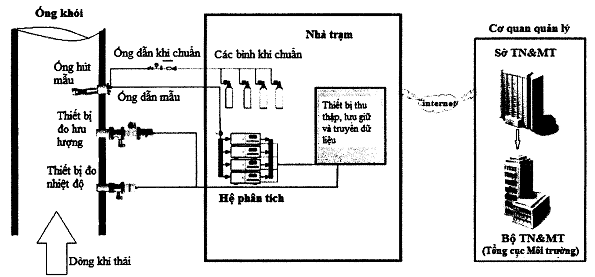 Ống khói
Ống dẫn khí chuẩn
Ống hút
mẫu
Ống dẫn mẫu
Thiết bị
đo lưu
lượng
Thiết bị đo
nhiệt độ
Dòng khí thải
Nhà trạm
Các bình khí chuẩn
Thiết bị thu
thập, lưu giữ
và truyền dữ
liệu
Hệ phân tích
internet
Cơ quan quản lý
Sở TN&MT
Bộ TN&MT
(Tổng cục Môi trường)